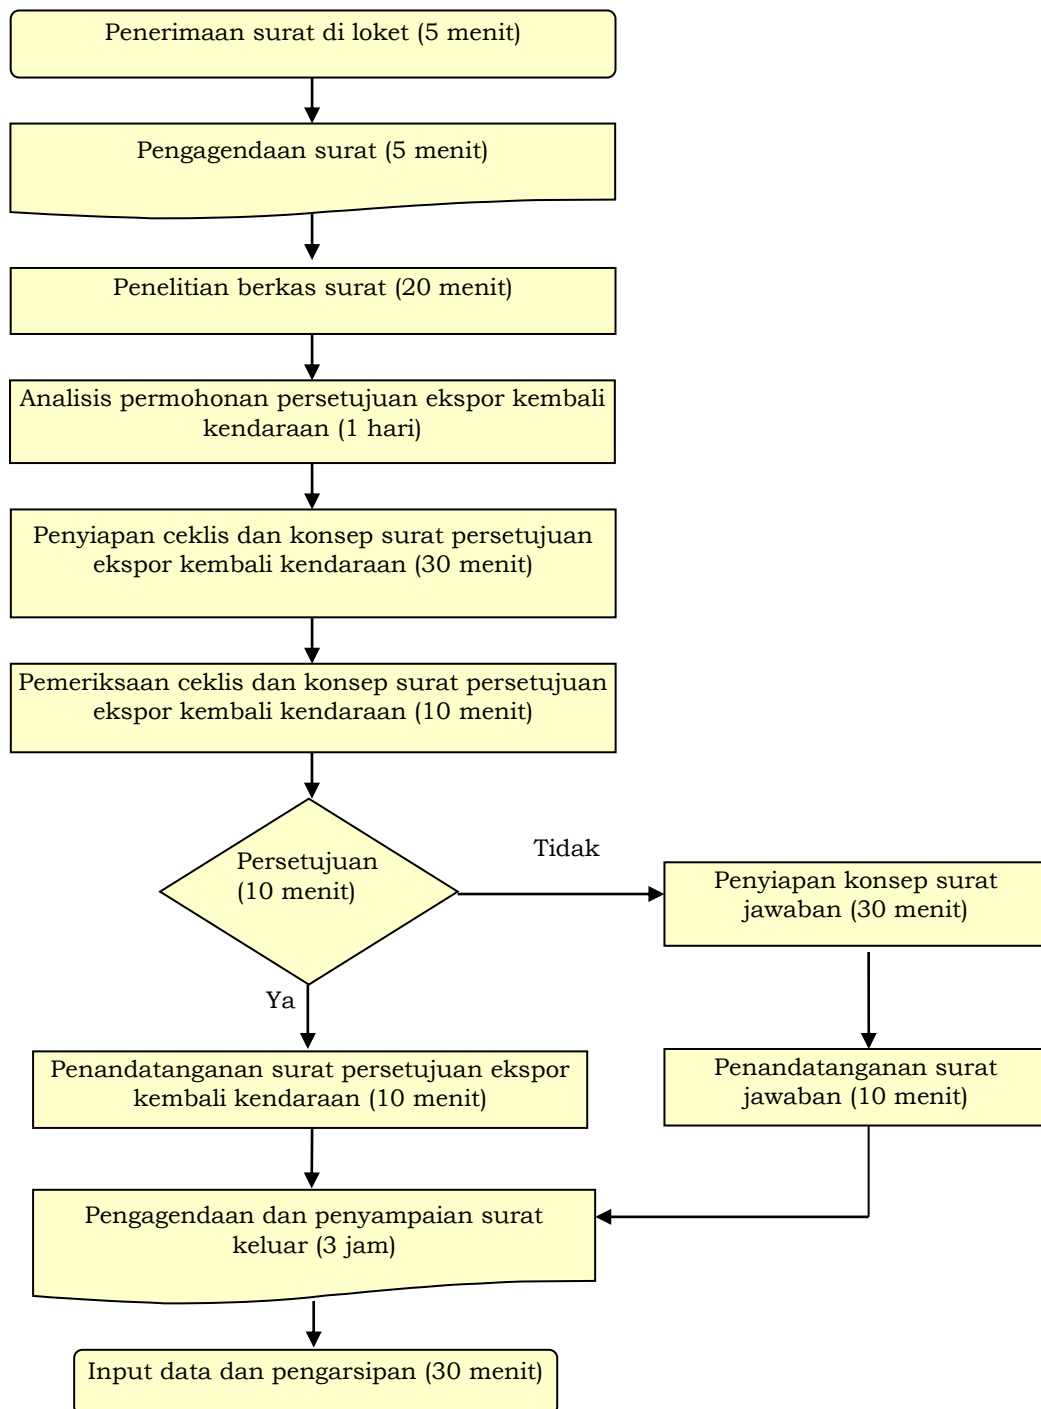 Penerimaan surat di loket (5 menit)
Pengagendaan surat (5 menit)
Penelitian berkas surat (20 menit)
Analisis permohonan persetujuan ekspor kembali
kendaraan (1 hari)
Penyiapan ceklis dan konsep surat persetujuan
ekspor kembali kendaraan (30 menit)
Pemeriksaan ceklis dan konsep surat persetujuan
ekspor kembali kendaraan (10 menit)
Persetujuan
(10 menit)
Tidak
Penyiapan konsep surat
jawaban (30 menit)
Ya
Penandatanganan surat persetujuan ekspor
kembali kendaraan (10 menit)
Penandatanganan surat
jawaban (10 menit)
Pengagendaan dan penyampaian surat
keluar (3 jam)
Input data dan pengarsipan (30 menit)